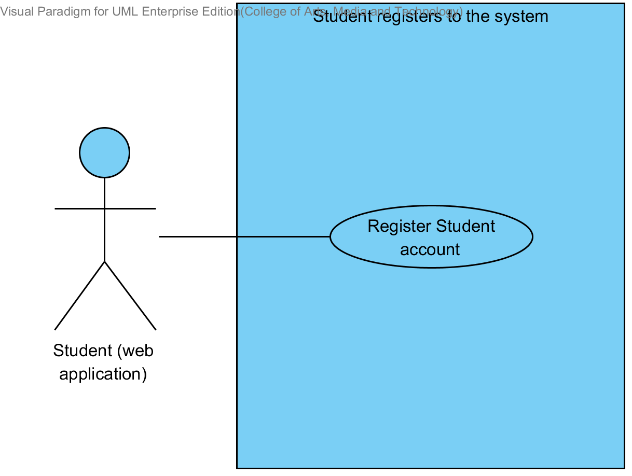 Visual Paradigm for UML Enterprise Edition(College of Arts, Media and Technology)
Student registers to the system
Register Student
account
Student (web
application)